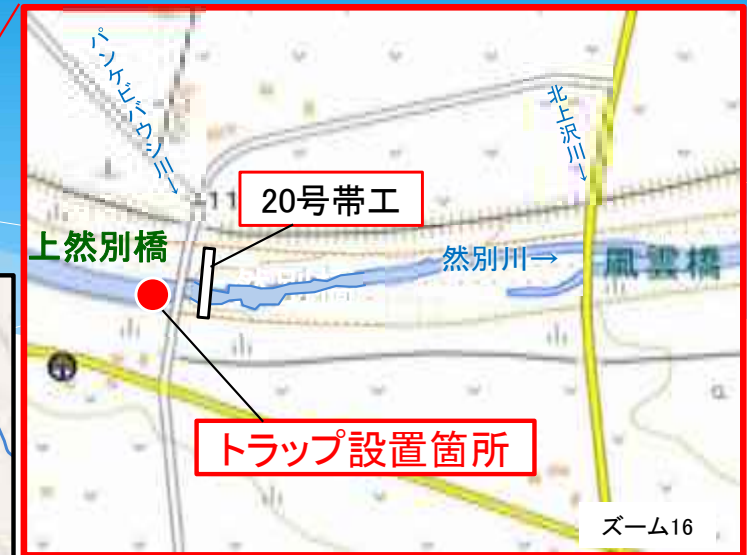 パンケビバウシ川→
北上沢川→
11
20号帯工
上然別橋
然別川→
凰雲橋
トラップ設置箇所
ズーム16